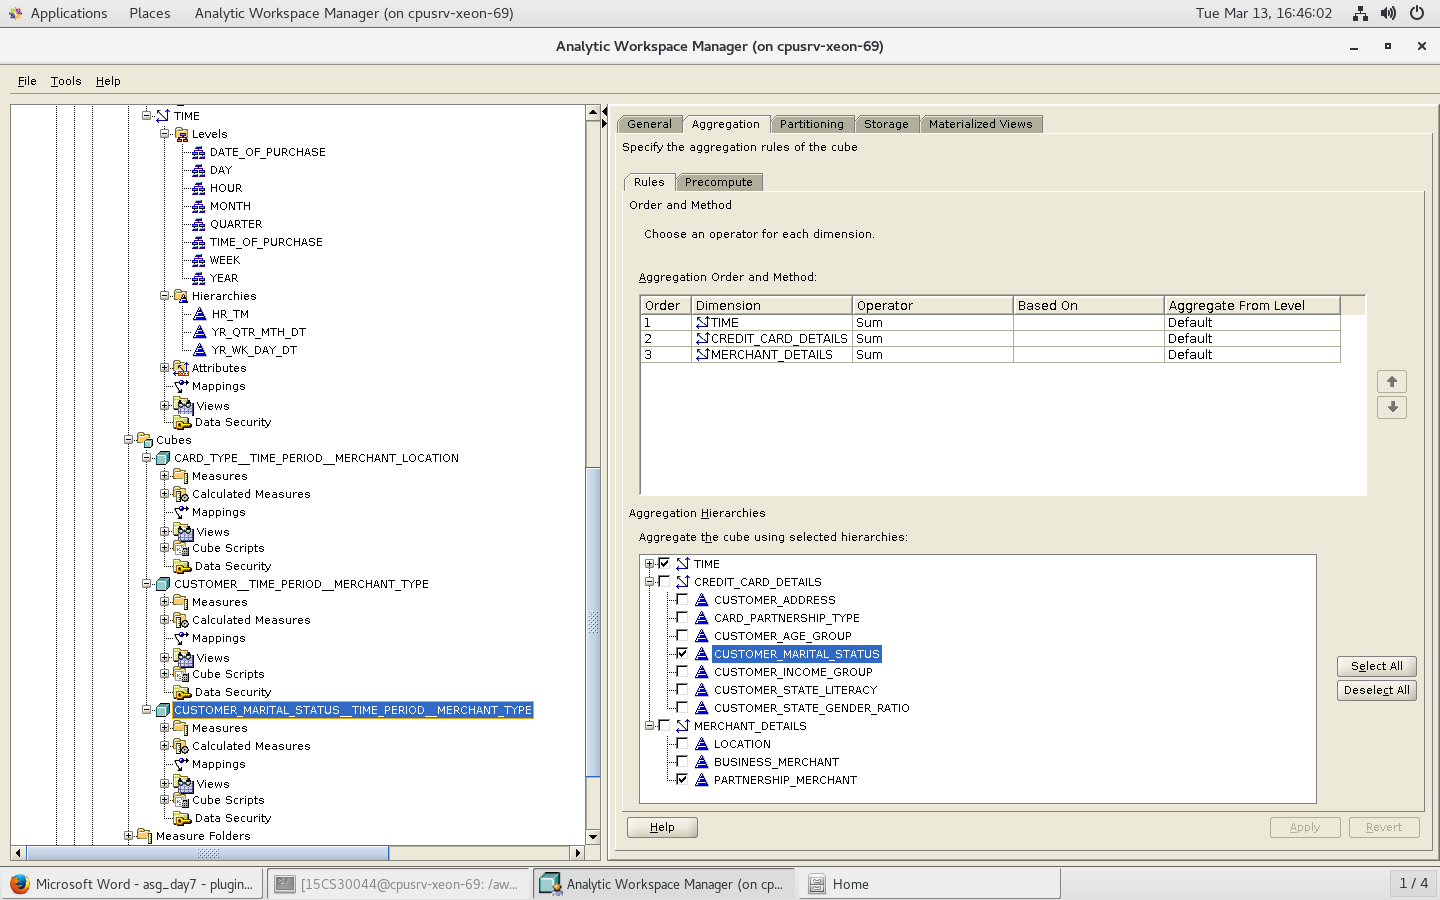 Applications Places Analytic Workspace Manager (on cpusrv-xeon-69) Tue Mar 13, 16:46:02
Analytic Workspace Manager (on cpusrv-xeon-69)
File Tools Help
TIME
Levels
DATE_OF_PURCHASE
DAY
HOUR
MONTH
QUARTER
TIME_OF_PURCHASE
WEEK
YEAR
Hierarchies
HR_TM
YR_QTR_MTH_DT
YR_WK_DAY_DT
Attributes
Mappings
Views
Data Security
Cubes
CARD_TYPE__TIME_PERIOD__MERCHANT_LOCATION
Measures
Calculated Measures
Mappings
Views
Cube Scripts
Data Security
CUSTOMER__TIME_PERIOD__MERCHANT_TYPE
Measures
Calculated Measures
Mappings
Views
Cube Scripts
Data Security
CUSTOMER_MARITAL_STATUS__TIME_PERIOD__MERCHANT_TYPE
Measures
Calculated Measures
Mappings
Views
Cube Scripts
Data Security
Measure Folders
General Aggregation Partitioning Storage Materialized Views
Specify the aggregation rules of the cube
Rules Precompute
Order and Method
Choose an operator for each dimension.
Aggregation Order and Method:
Order Dimension Operator Based On Aggregate From Level
1 TIME Sum Default
2 CREDIT_CARD_DETAILS Sum Default
3 MERCHANT_DETAILS Sum Default
Aggregation Hierarchies
Aggregate the cube using selected hierarchies:
TIME
CREDIT_CARD_DETAILS
CUSTOMER_ADDRESS
CARD_PARTNERSHIP_TYPE
CUSTOMER_AGE_GROUP
CUSTOMER_MARITAL_STATUS
CUSTOMER_INCOME_GROUP
CUSTOMER_STATE_LITERACY
CUSTOMER_STATE_GENDER_RATIO
MERCHANT_DETAILS
LOCATION
BUSINESS_MERCHANT
PARTNERSHIP_MERCHANT
Select All
Deselect All
Help Apply Revert
Microsoft Word - asg_day7 - plugin... [15CS30044@cpusrv-xeon-69: /aw... Analytic Workspace Manager (on cp... Home 1 / 4